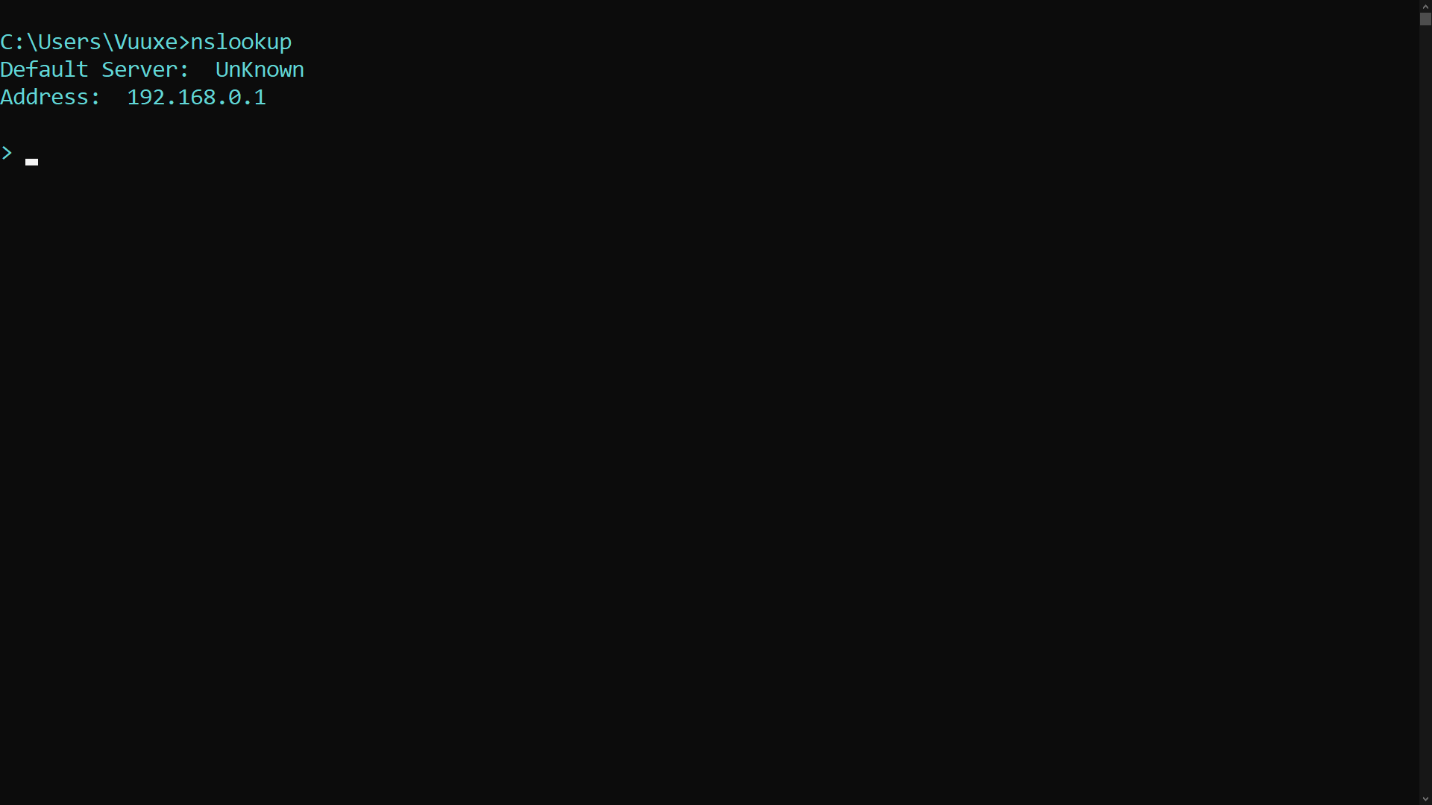 C:\Users\Vuuxe>nslookup
Default Server:  UnKnown
Address:  192.168.0.1
>